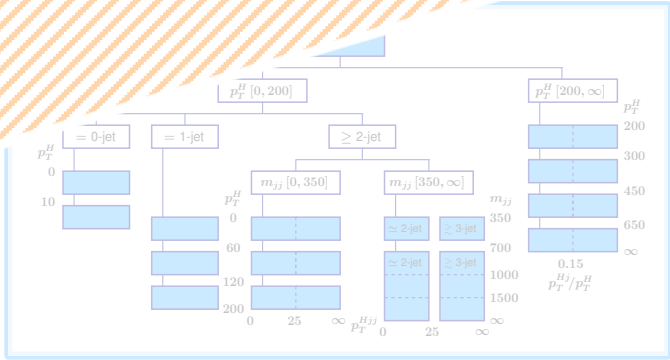 p_T^H [0, 200]
p_T^H [200, ∞]
= 0-jet
= 1-jet
≥ 2-jet
p_T^H
0
10
m_jj [0, 350]
m_jj [350, ∞]
p_T^H
0
60
120
200
0 25 ∞
≃ 2-jet
≳ 3-jet
≃ 2-jet
≳ 3-jet
m_jj
350
700
1000
1500
∞
p_T^Hjj 0 25 ∞
p_T^H
200
300
450
650
∞
0.15
p_T^Hj/p_T^H